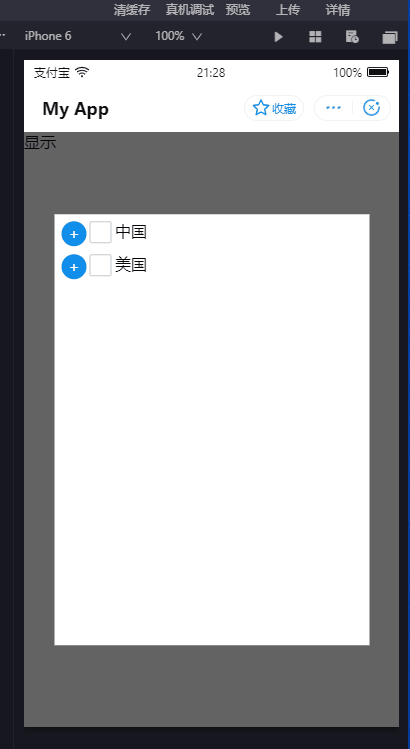 清缓存 真机调试 预览 上传 详情
iPhone 6 100%
支付宝 21:28 100%
My App 收藏
显示
+ 中国
+ 美国